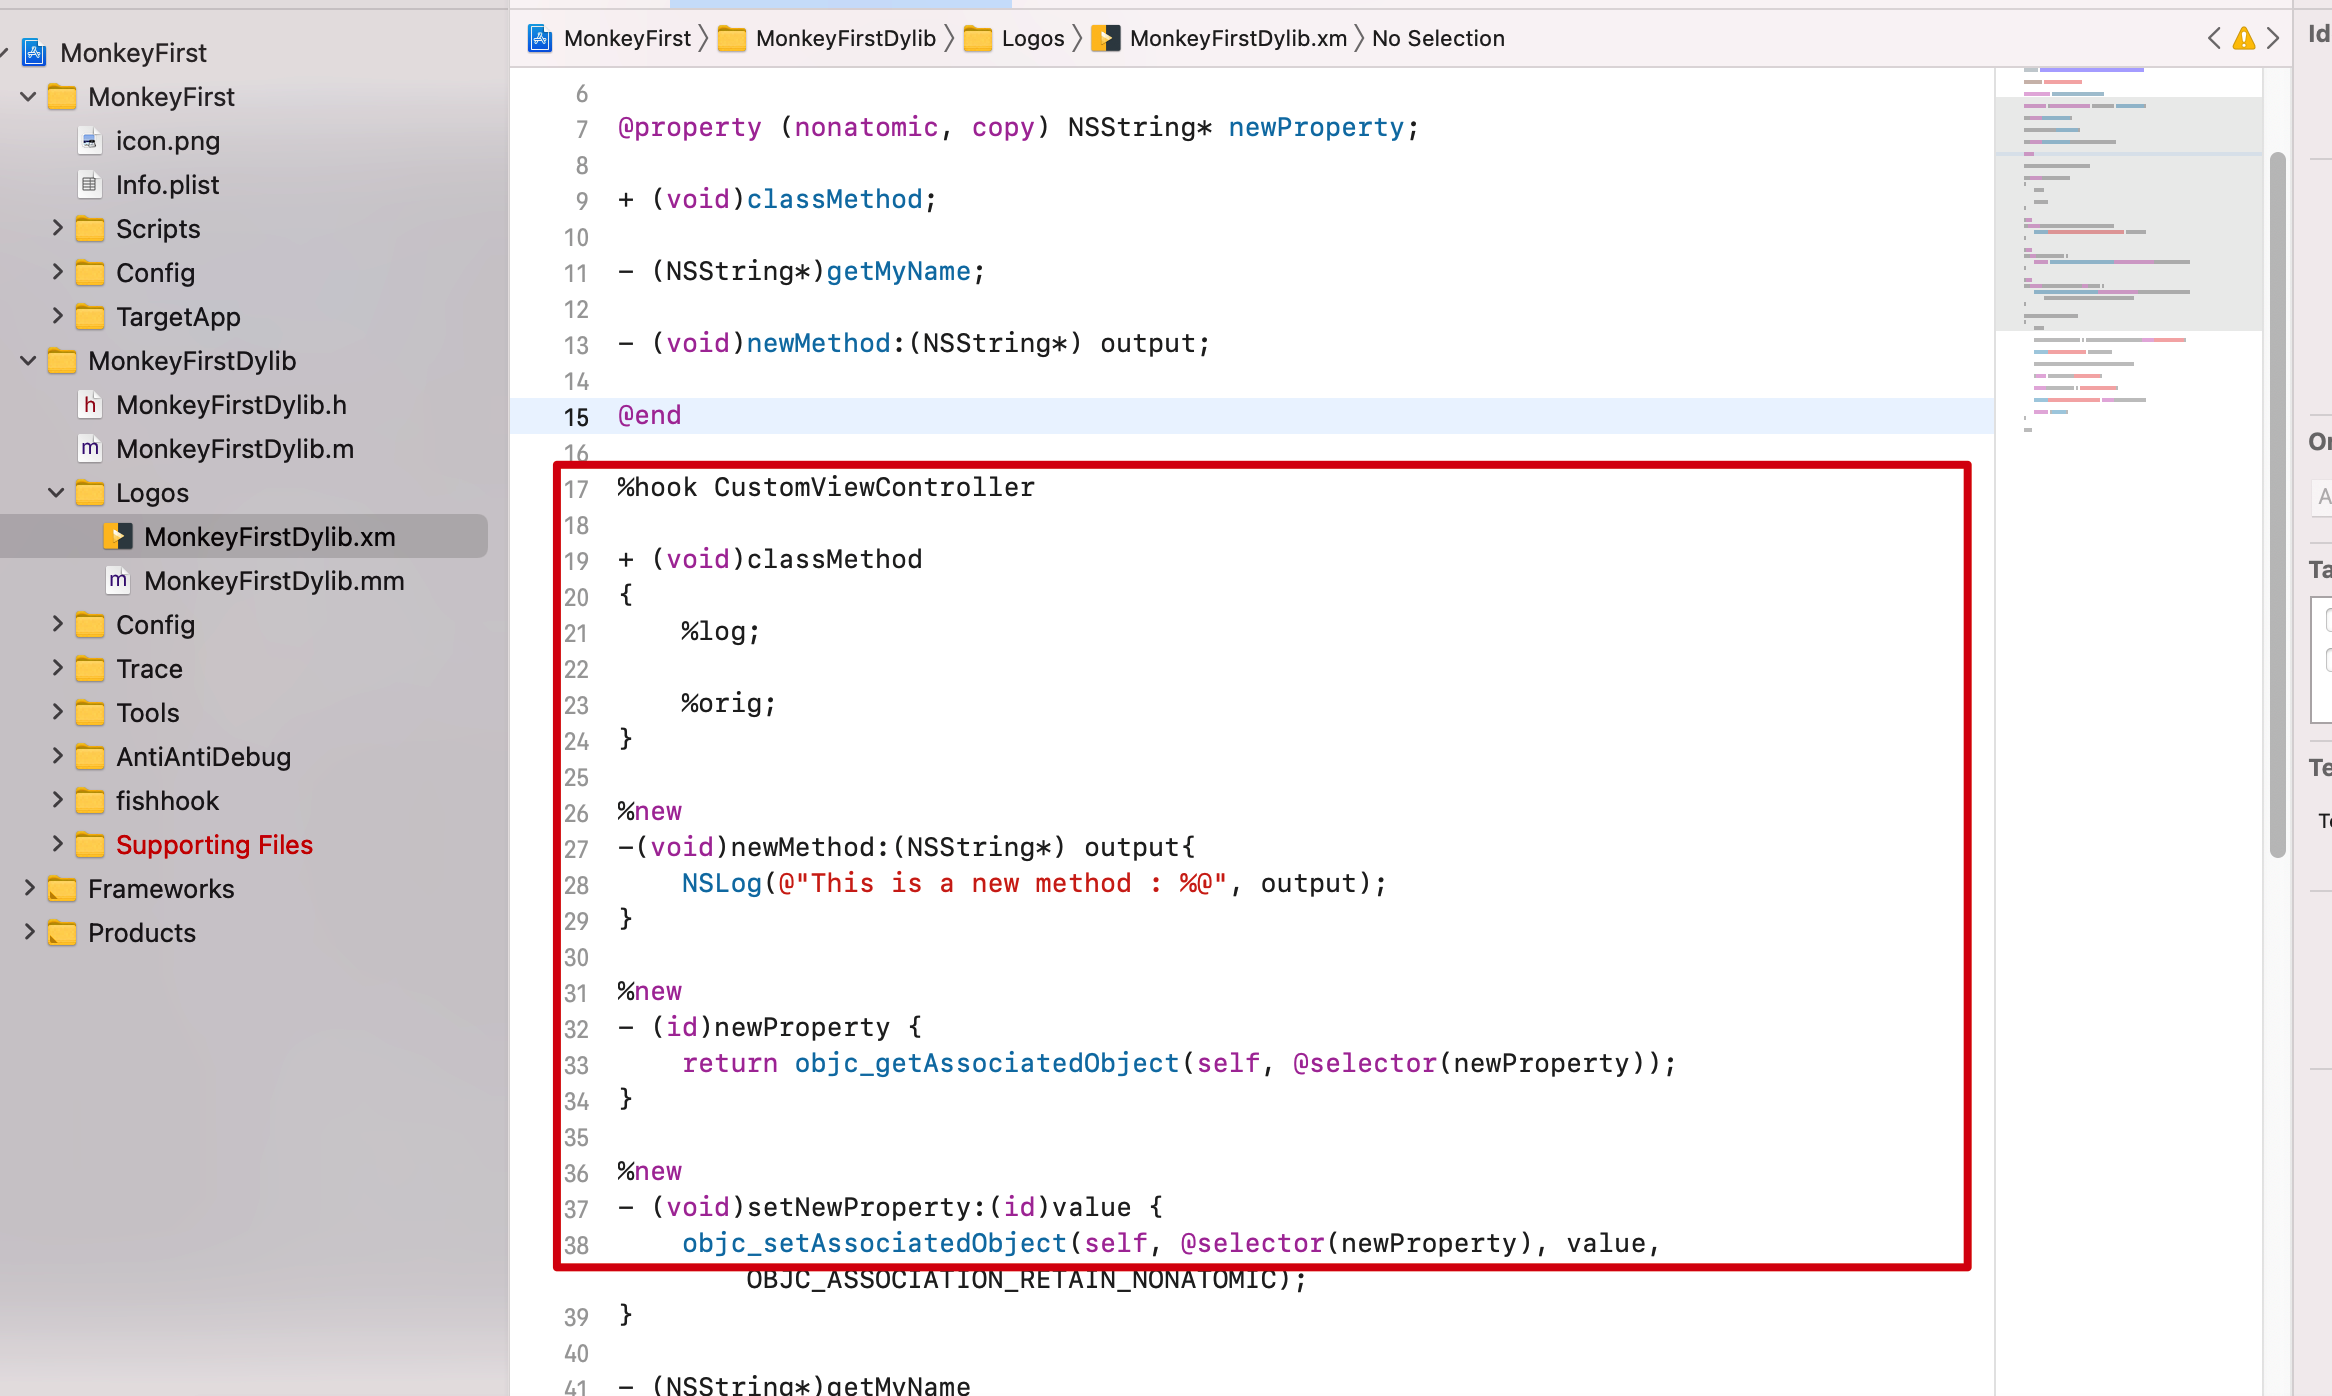 MonkeyFirst
MonkeyFirst
icon.png
Info.plist
Scripts
Config
TargetApp
MonkeyFirstDylib
h MonkeyFirstDylib.h
m MonkeyFirstDylib.m
Logos
MonkeyFirstDylib.xm
m MonkeyFirstDylib.mm
Config
Trace
Tools
AntiAntiDebug
fishhook
Supporting Files
Frameworks
Products
MonkeyFirst MonkeyFirstDylib Logos MonkeyFirstDylib.xm No Selection
6
7 @property (nonatomic, copy) NSString* newProperty;
8
9 + (void)classMethod;
10
11 - (NSString*)getMyName;
12
13 - (void)newMethod:(NSString*) output;
14
15 @end
16
17 %hook CustomViewController
18
19 + (void)classMethod
20 {
21 %log;
22
23 %orig;
24 }
25
26 %new
27 -(void)newMethod:(NSString*) output{
28 NSLog(@"This is a new method : %@", output);
29 }
30
31 %new
32 - (id)newProperty {
33 return objc_getAssociatedObject(self, @selector(newProperty));
34 }
35
36 %new
37 - (void)setNewProperty:(id)value {
38 objc_setAssociatedObject(self, @selector(newProperty), value,
OBJC_ASSOCIATION_RETAIN_NONATOMIC);
39 }
40
41 - (NSString*)getMyName
Id
On
A
Ta
Te